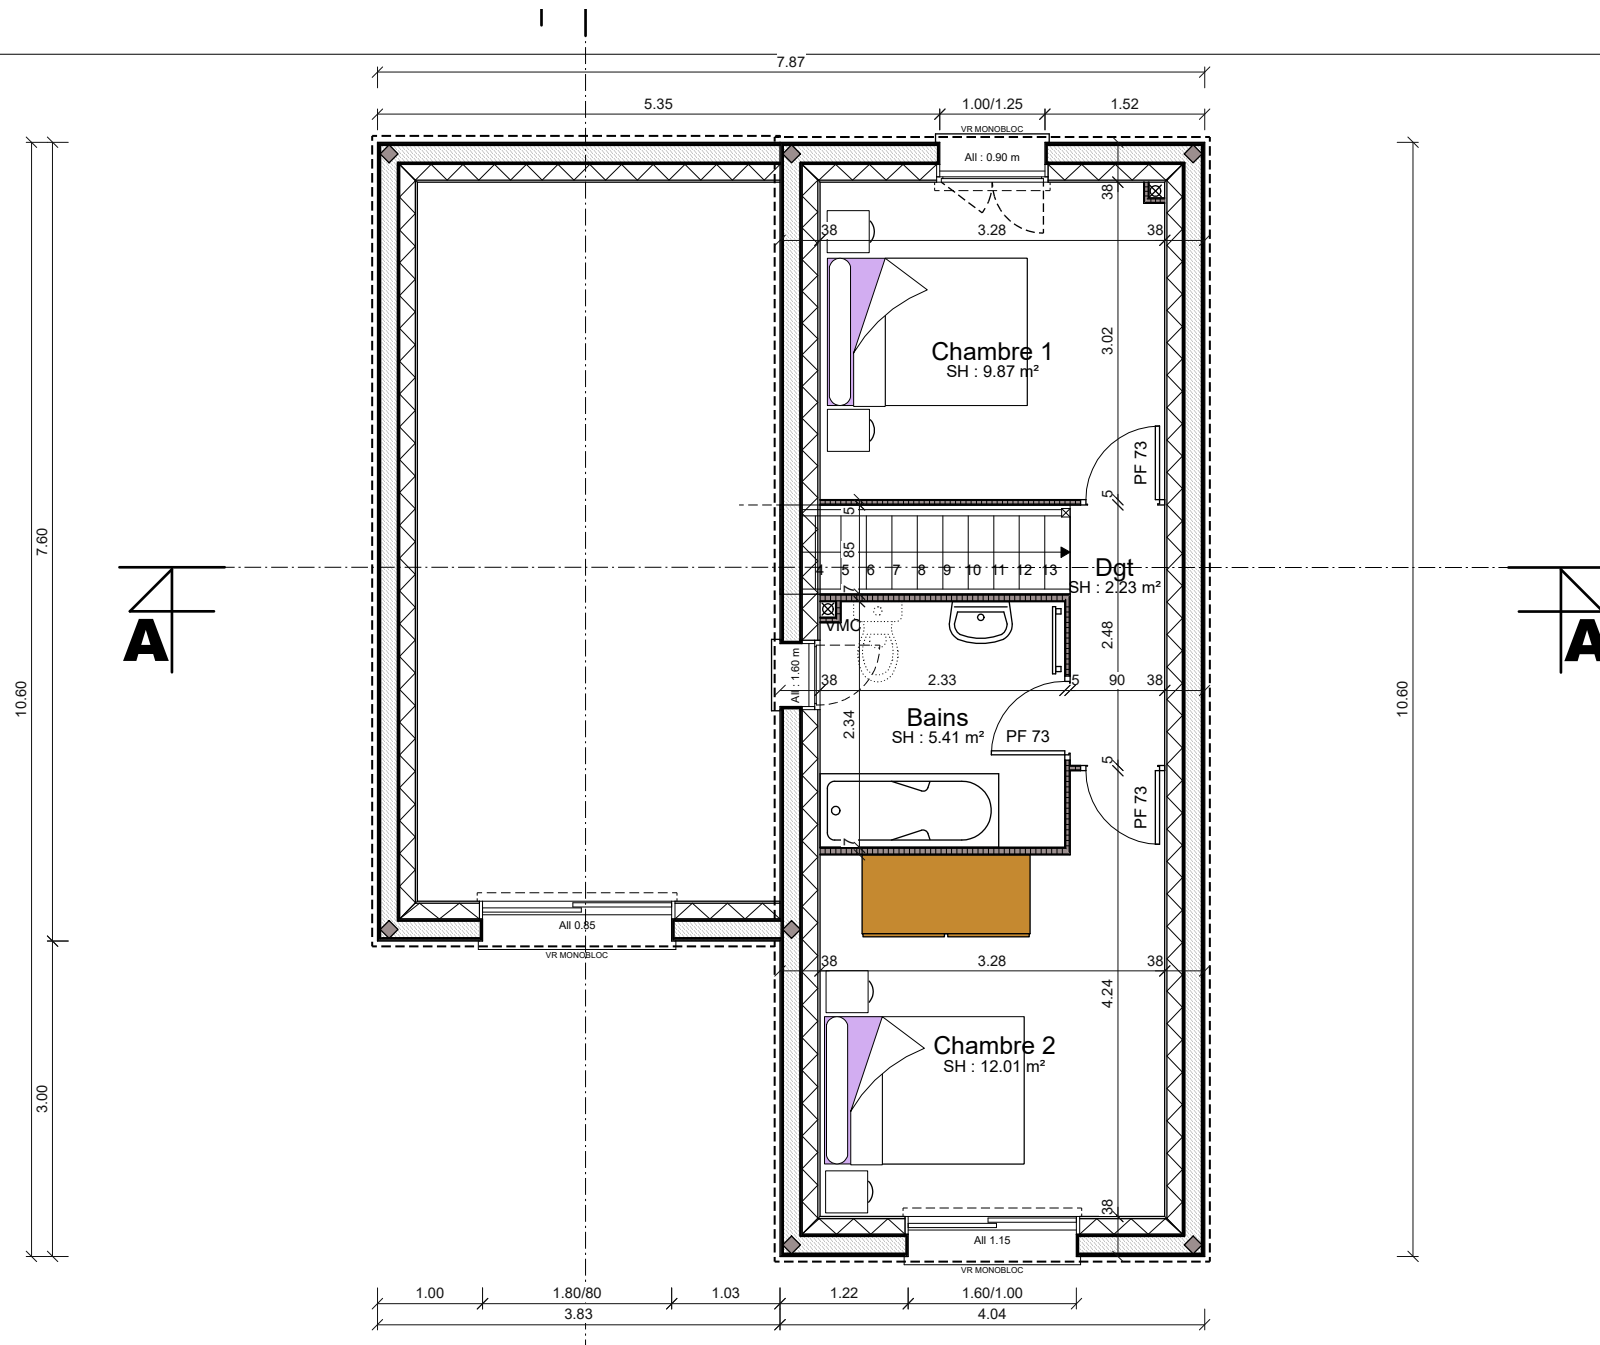 7.87
5.35
1.00/1.25
1.52
VR MONOBLOC
All : 0.90 m
38
38
3.28
38
Chambre 1
SH : 9.87 m²
3.02
PF 73
5
5
85
4
5
6
7
8
9
10
11
12
13
Dgt
SH : 2.23 m²
7
VMC
2.48
All : 1.60 m
38
2.33
5
90
38
2.34
Bains
SH : 5.41 m²
PF 73
5
PF 73
7
All 0.85
VR MONOBLOC
38
3.28
38
4.24
Chambre 2
SH : 12.01 m²
38
All 1.15
VR MONOBLOC
7.60
10.60
3.00
10.60
A
A
1.00
1.80/80
1.03
1.22
1.60/1.00
3.83
4.04